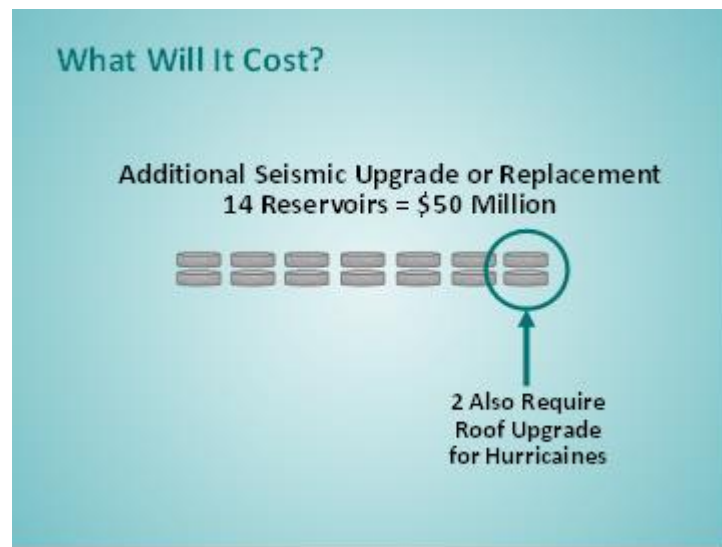 What Will It Cost?
Additional Seismic Upgrade or Replacement
14 Reservoirs = $50 Million
2 Also Require
Roof Upgrade
for Hurricaines